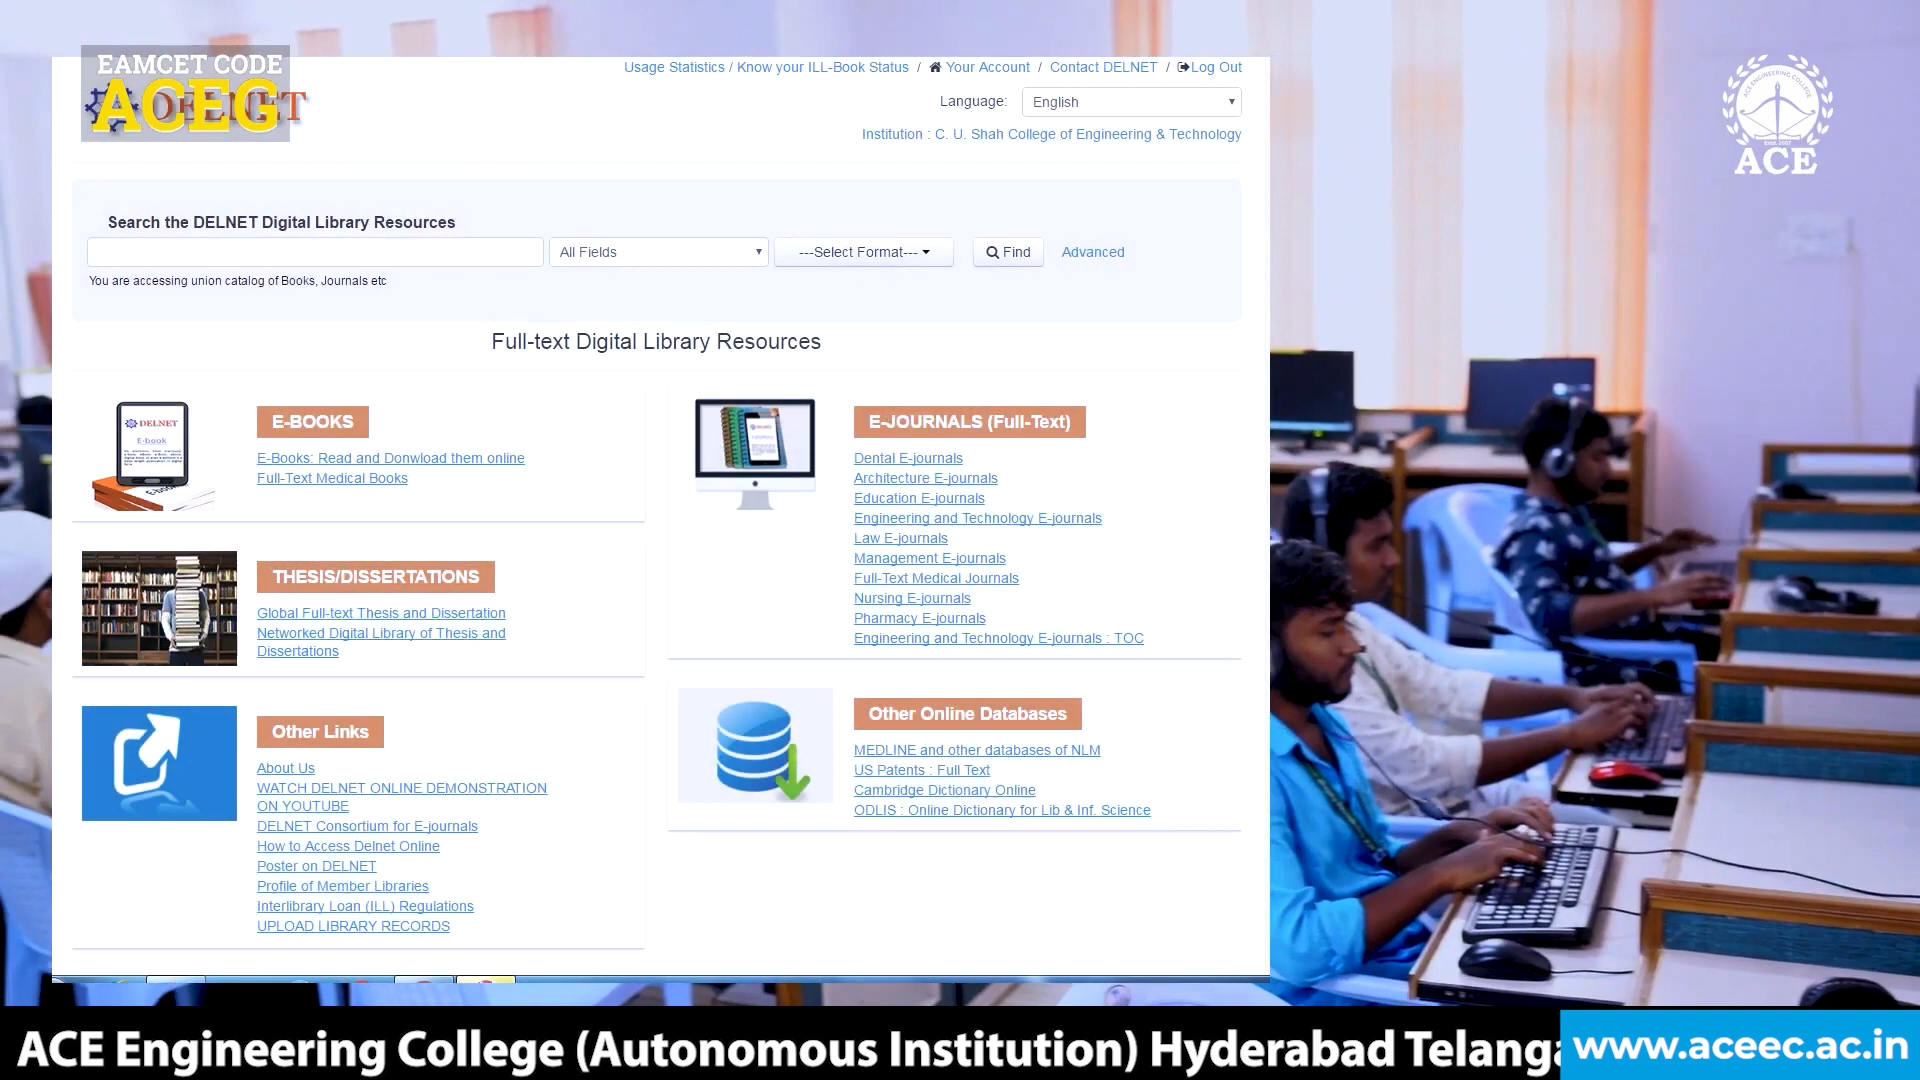 EAMCET CODE
ACEG
DELNET
Usage Statistics / Know your ILL-Book Status / Your Account / Contact DELNET / Log Out
Language: English
Institution : C. U. Shah College of Engineering & Technology
ACE ENGINEERING COLLEGE
ACE
Search the DELNET Digital Library Resources
All Fields ---Select Format--- Find Advanced
You are accessing union catalog of Books, Journals etc
Full-text Digital Library Resources
DELNET
E-book
E-BOOKS
E-Books: Read and Donwload them online
Full-Text Medical Books
THESIS/DISSERTATIONS
Global Full-text Thesis and Dissertation
Networked Digital Library of Thesis and
Dissertations
Other Links
About Us
WATCH DELNET ONLINE DEMONSTRATION
ON YOUTUBE
DELNET Consortium for E-journals
How to Access Delnet Online
Poster on DELNET
Profile of Member Libraries
Interlibrary Loan (ILL) Regulations
UPLOAD LIBRARY RECORDS
E-JOURNALS (Full-Text)
Dental E-journals
Architecture E-journals
Education E-journals
Engineering and Technology E-journals
Law E-journals
Management E-journals
Full-Text Medical Journals
Nursing E-journals
Pharmacy E-journals
Engineering and Technology E-journals : TOC
Other Online Databases
MEDLINE and other databases of NLM
US Patents : Full Text
Cambridge Dictionary Online
ODLIS : Online Dictionary for Lib & Inf. Science
ACE Engineering College (Autonomous Institution) Hyderabad Telanga
www.aceec.ac.in